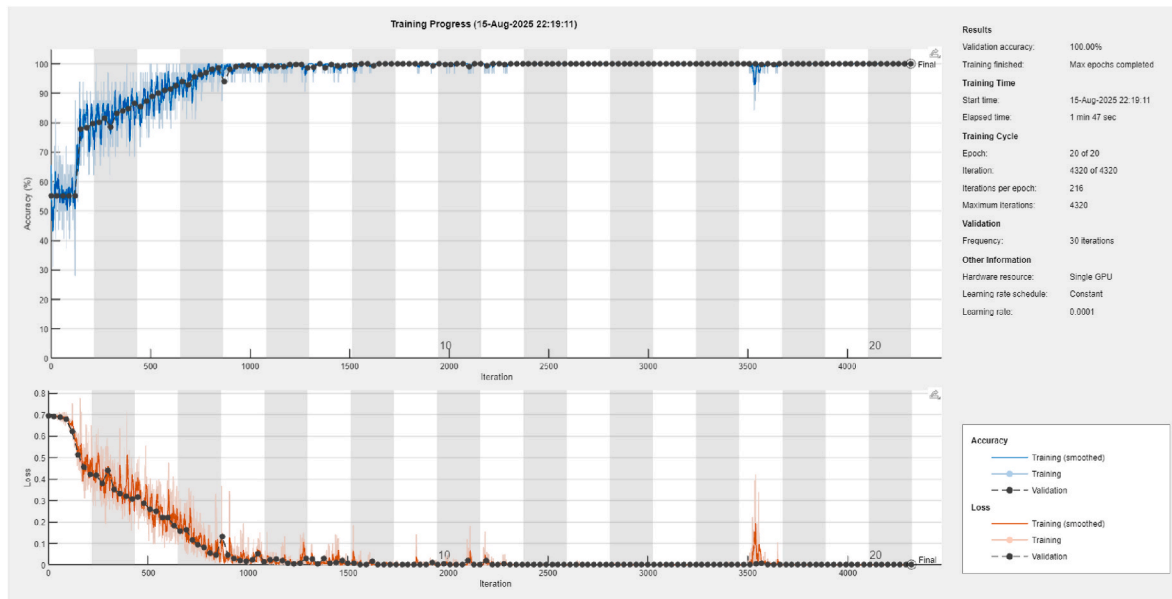 Training Progress (15-Aug-2025 22:19:11)
100
90
80
70
60
50
40
30
20
10
0
Accuracy (%)
Final
10
20
0
500
1000
1500
2000
2500
3000
3500
4000
Iteration
0.8
0.7
0.6
0.5
0.4
0.3
0.2
0.1
0
Loss
Final
10
20
0
500
1000
1500
2000
2500
3000
3500
4000
Iteration
Results
Validation accuracy: 100.00%
Training finished: Max epochs completed
Training Time
Start time: 15-Aug-2025 22:19:11
Elapsed time: 1 min 47 sec
Training Cycle
Epoch: 20 of 20
Iteration: 4320 of 4320
Iterations per epoch: 216
Maximum iterations: 4320
Validation
Frequency: 30 iterations
Other Information
Hardware resource: Single GPU
Learning rate schedule: Constant
Learning rate: 0.0001
Accuracy
Training (smoothed)
Training
Validation
Loss
Training (smoothed)
Training
Validation